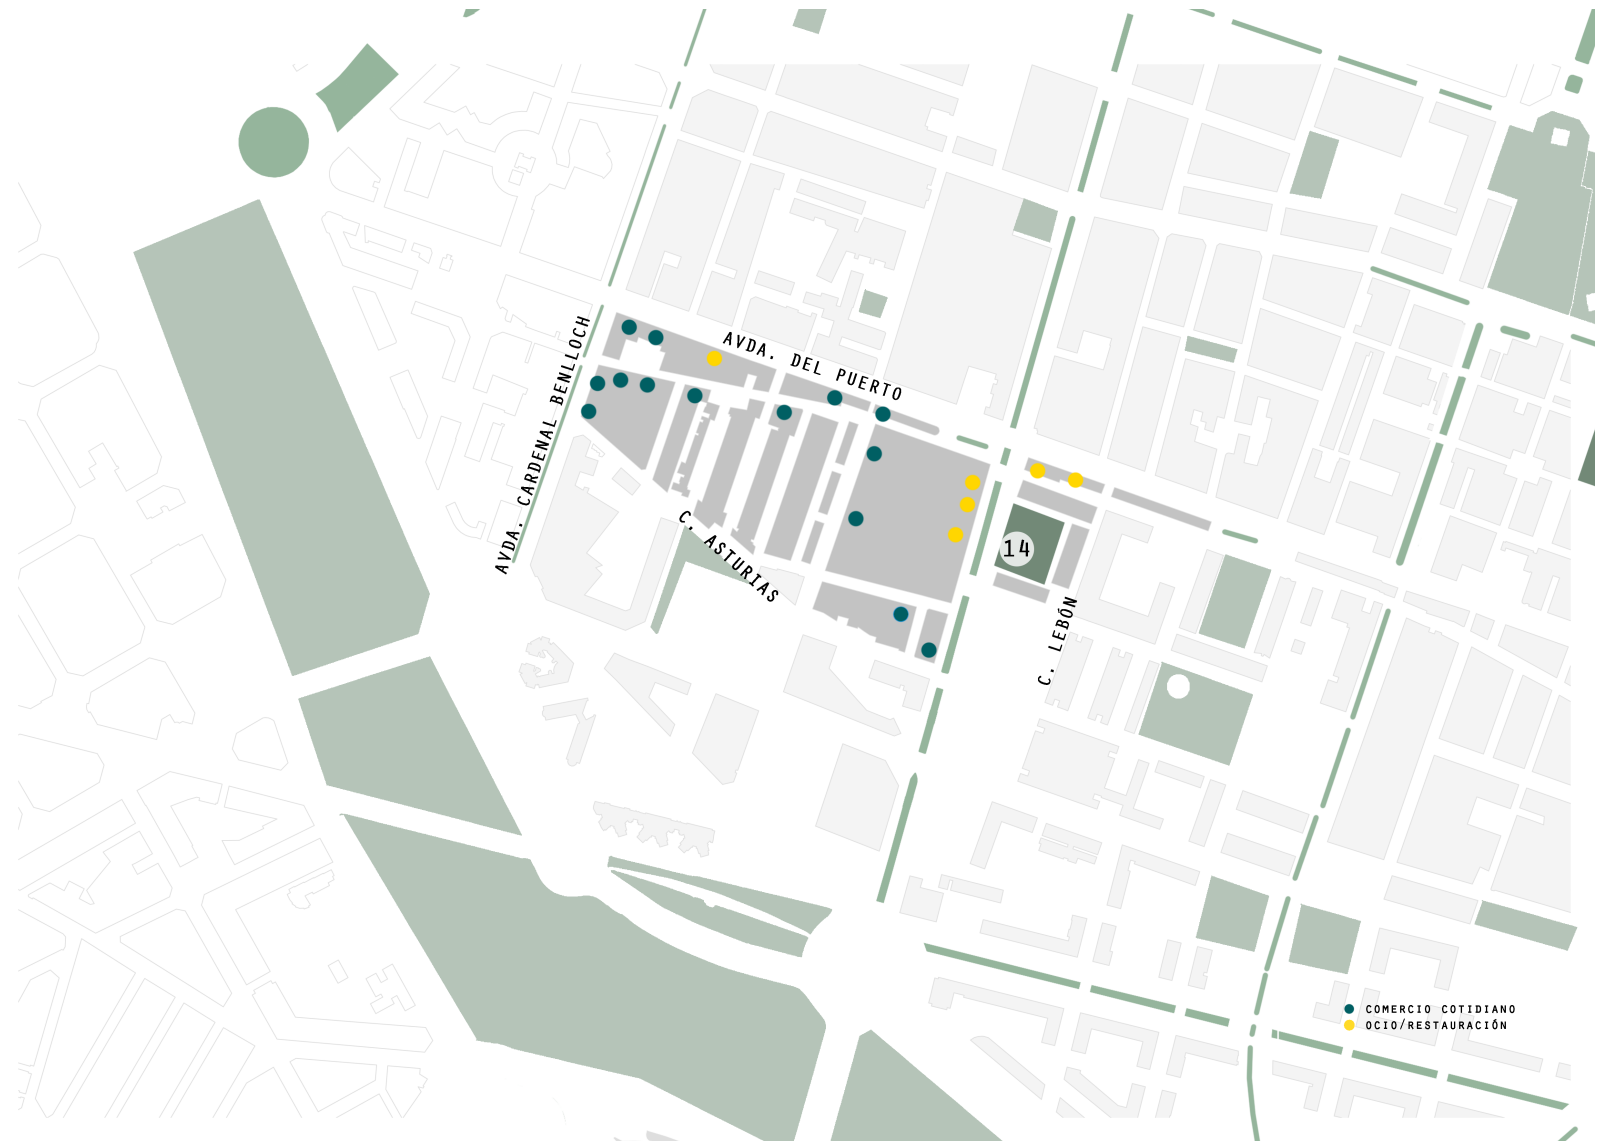 AVDA. CARDENAL BENLLOCH
AVDA. DEL PUERTO
C. ASTURIAS
14
C. LEBÓN
COMERCIO COTIDIANO
OCIO/RESTAURACIÓN